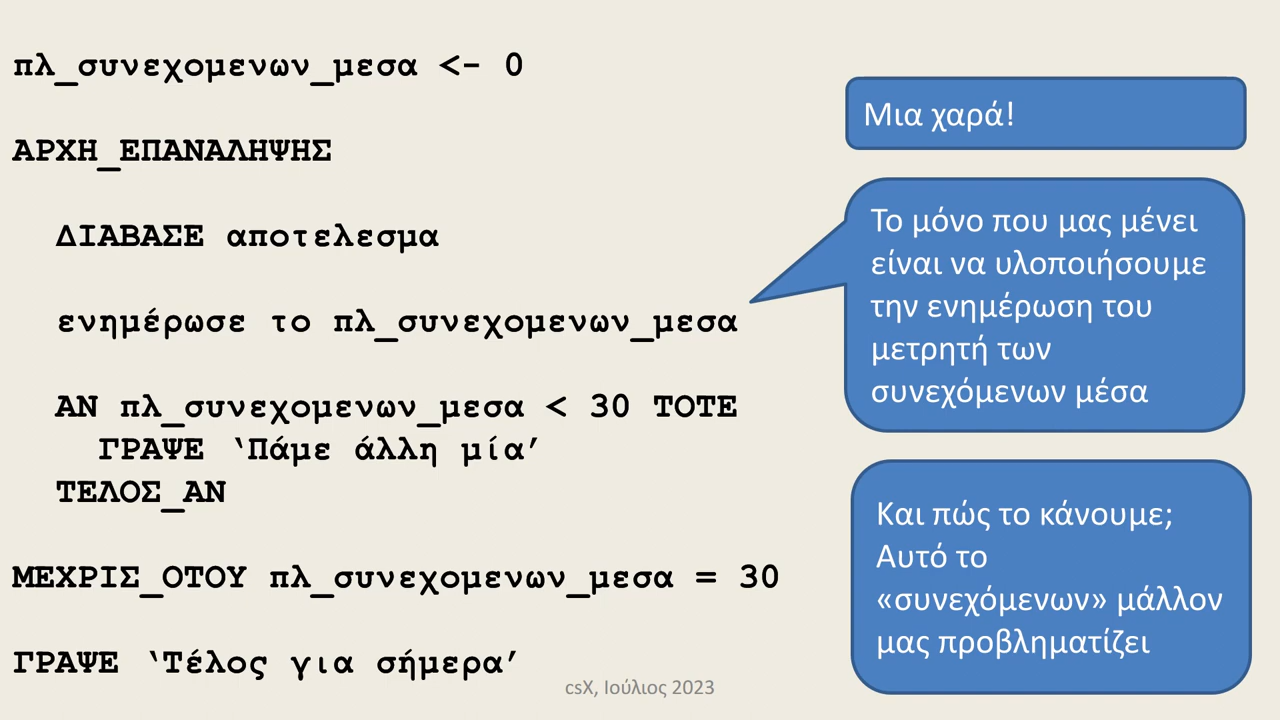 πλ_συνεχομενων_μεσα <- 0
ΑΡΧΗ_ΕΠΑΝΑΛΗΨΗΣ
ΔΙΑΒΑΣΕ αποτελεσμα
ενημέρωσε το πλ_συνεχομενων_μεσα
ΑΝ πλ_συνεχομενων_μεσα < 30 ΤΟΤΕ
ΓΡΑΨΕ ‘Πάμε άλλη μία’
ΤΕΛΟΣ_ΑΝ
ΜΕΧΡΙΣ_ΟΤΟΥ πλ_συνεχομενων_μεσα = 30
ΓΡΑΨΕ ‘Τέλος για σήμερα’
Μια χαρά!
Το μόνο που μας μένει
είναι να υλοποιήσουμε
την ενημέρωση του
μετρητή των
συνεχόμενων μέσα
Και πώς το κάνουμε;
Αυτό το
«συνεχόμενων» μάλλον
μας προβληματίζει
csX, Ιούλιος 2023